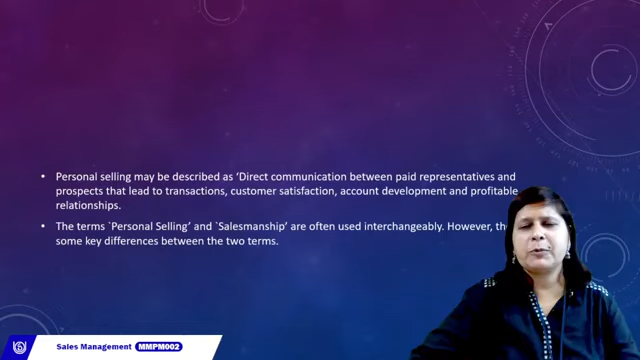 • Personal selling may be described as ‘Direct communication between paid representatives and
prospects that lead to transactions, customer satisfaction, account development and profitable
relationships.
• The terms `Personal Selling’ and `Salesmanship’ are often used interchangeably. However,
some key differences between the two terms.
Sales Management MMPM002